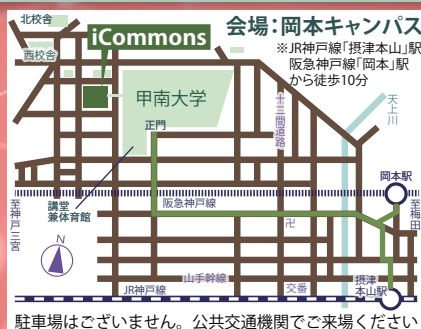 北校舎
iCommons
会場：岡本キャンパス
西校舎
※JR神戸線「摂津本山」駅
阪急神戸線「岡本」駅
から徒歩10分
甲南大学
正門
十三間道路
天上川
岡本駅
至神戸三宮
講堂
兼体育館
阪急神戸線
至梅田
卍
N
山手幹線
摂津
本山駅
JR神戸線
交番
駐車場はございません。公共交通機関でご来場ください